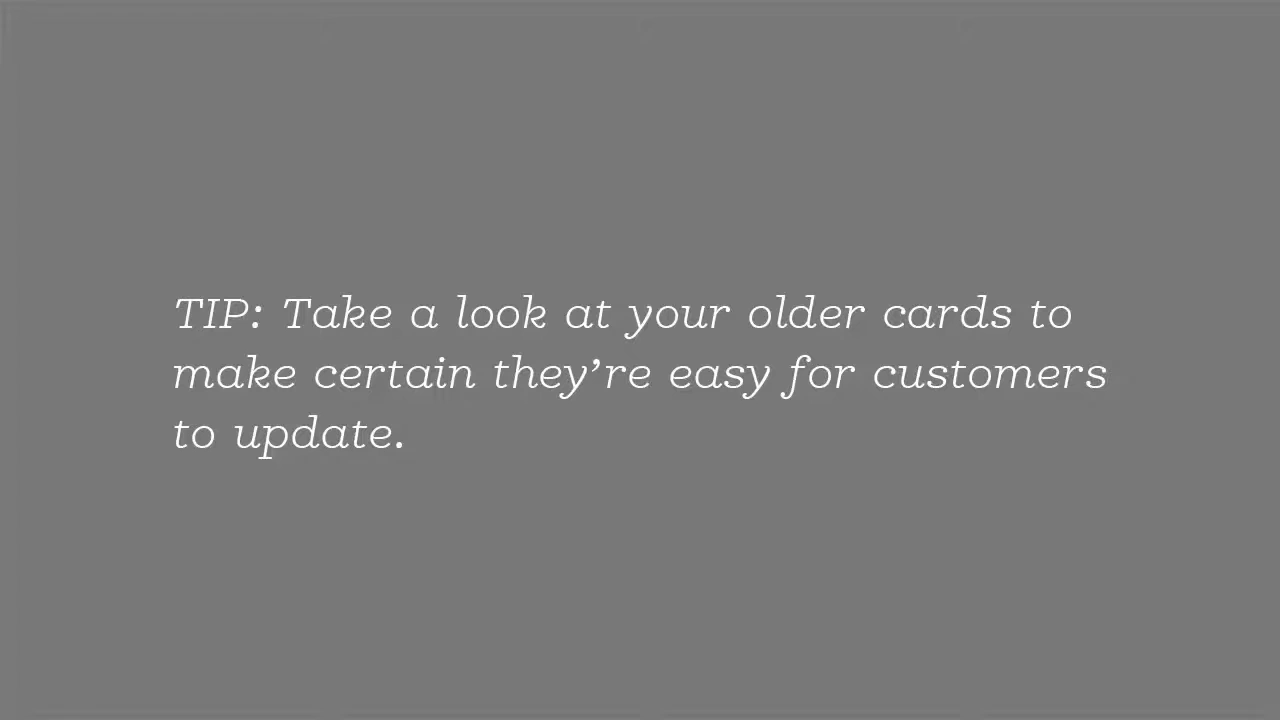 TIP: Take a look at your older cards to
make certain they’re easy for customers
to update.